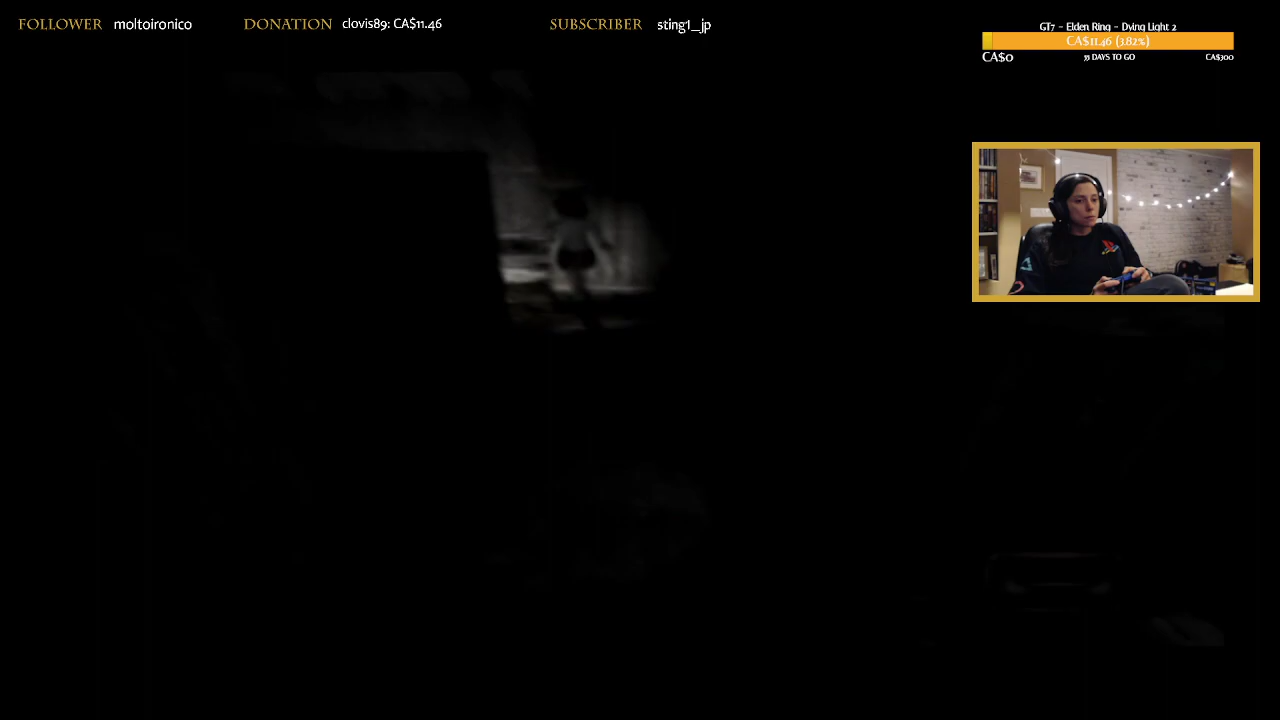 FOLLOWER moltoironico DONATION clovis89: CA$11.46 SUBSCRIBER sting1_jp
GT7 - Elden Ring - Dying Light 2
CA$11.46 (3.82%)
CA$0 33 DAYS TO GO CA$300